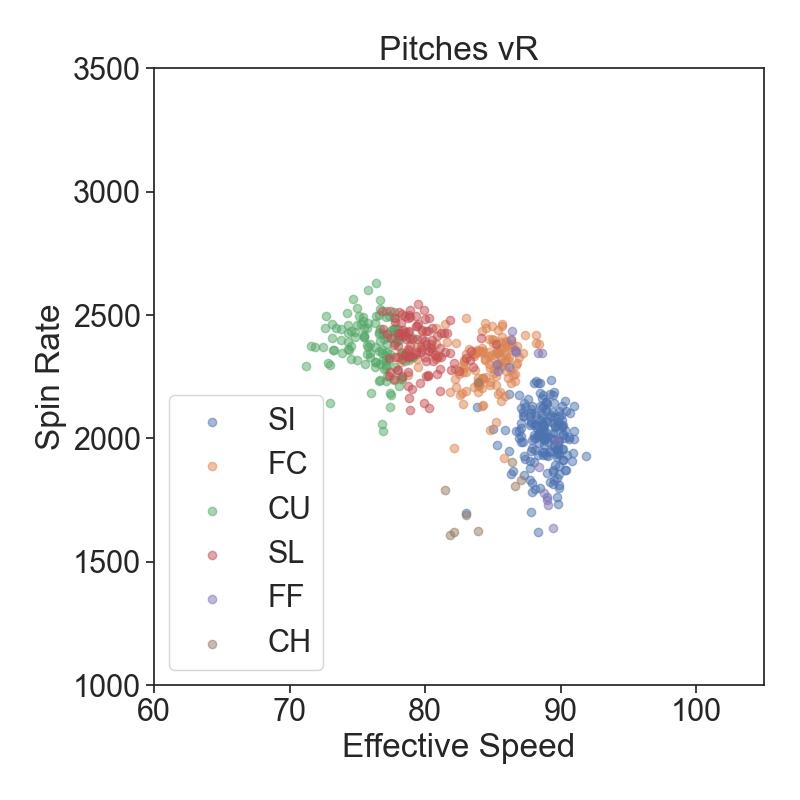 Pitches vR
3500
3000
2500
2000
1500
1000
Spin Rate
SI
FC
CU
SL
FF
CH
60 70 80 90 100
Effective Speed